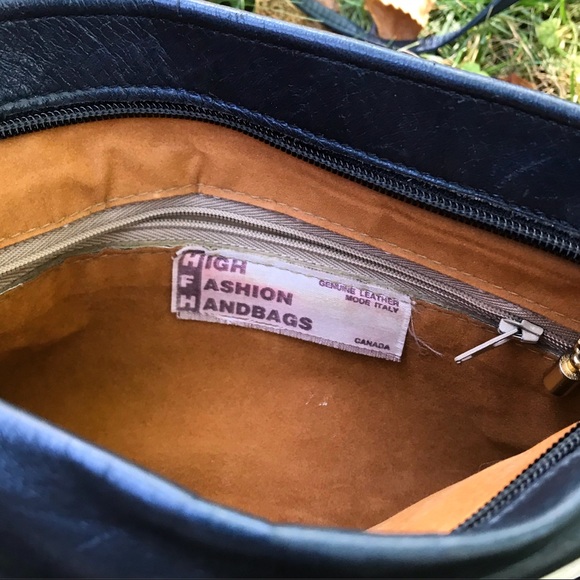 HIGH
FASHION
HANDBAGS
GENUINE LEATHER
MODE ITALY
CANADA